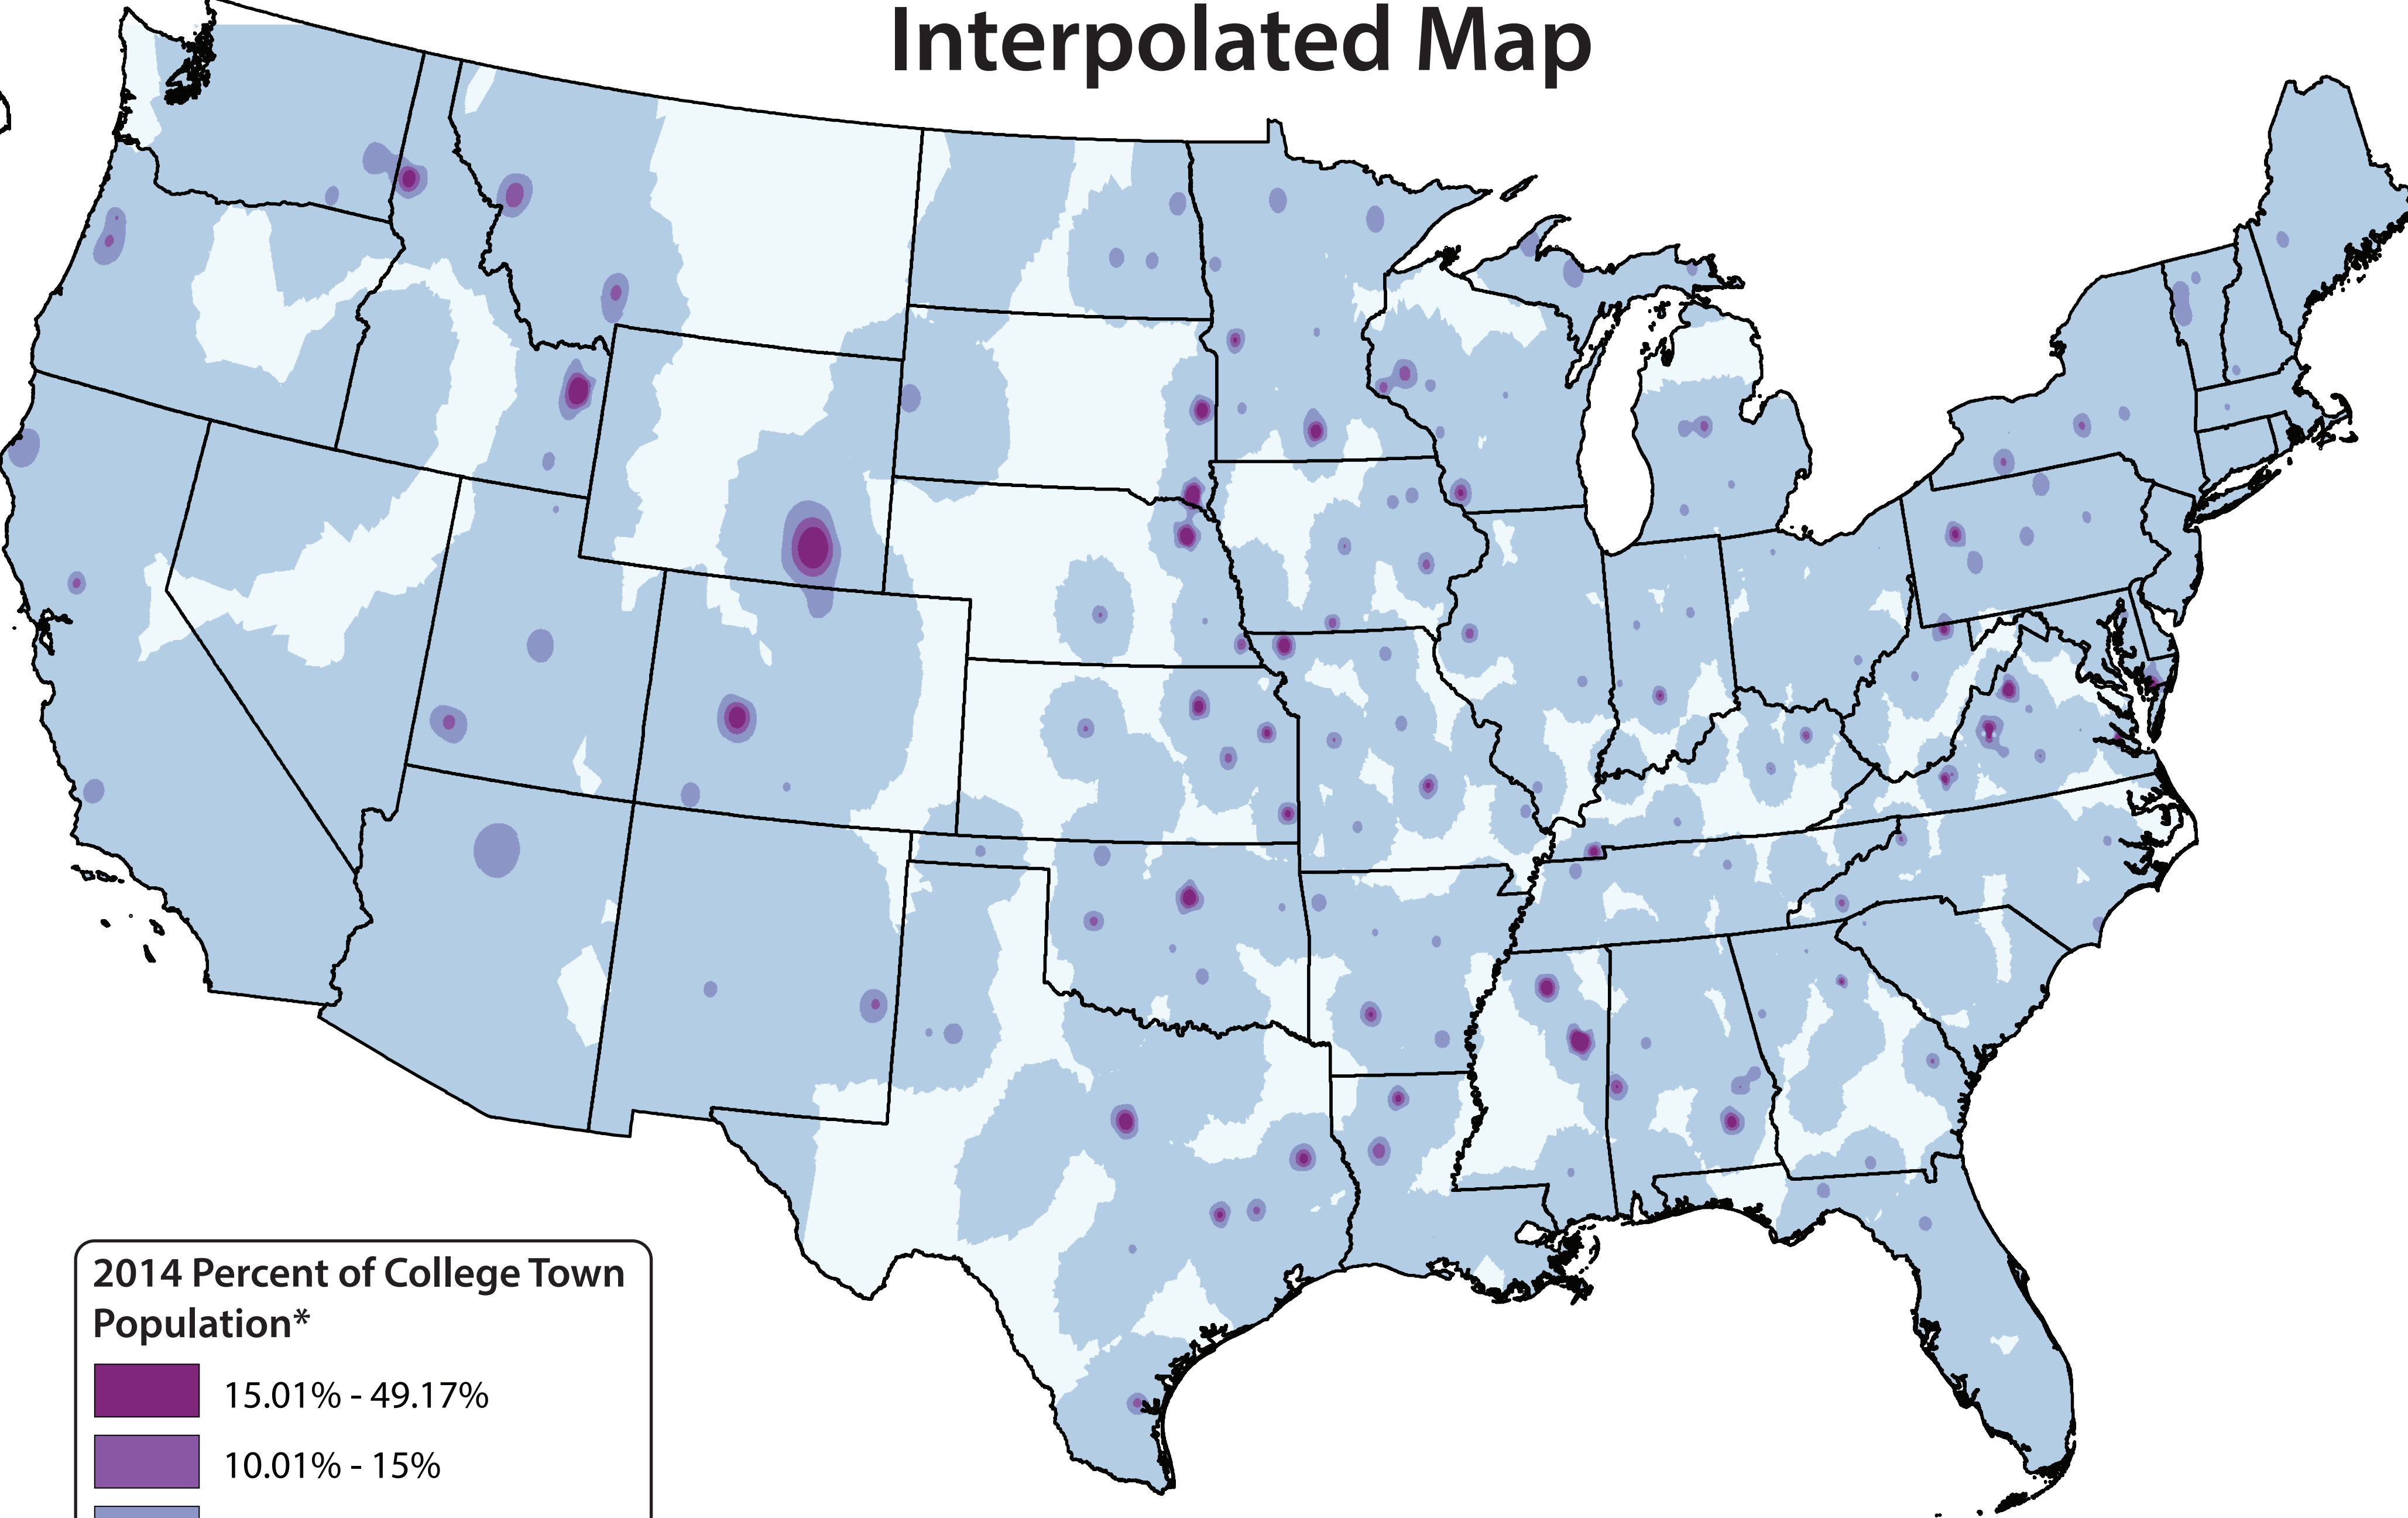 Interpolated Map
2014 Percent of College Town
Population*
15.01% - 49.17%
10.01% - 15%